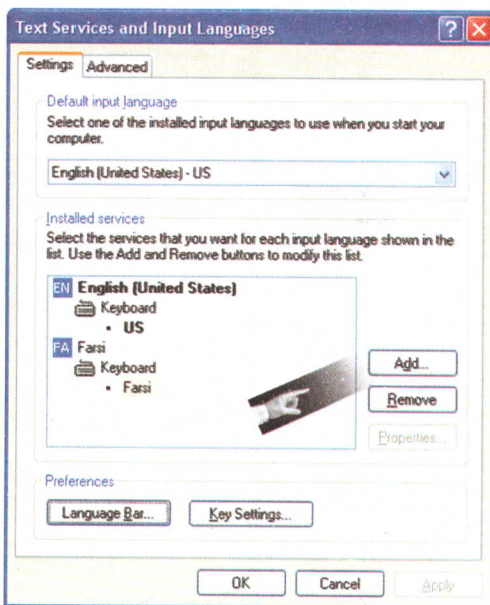 Text Services and Input Languages
Settings
Advanced
Default input language
Select one of the installed input languages to use when you start your
computer.
English (United States) - US
Installed services
Select the services that you want for each input language shown in the
list. Use the Add and Remove buttons to modify this list.
EN English (United States)
Keyboard
• US
FA Farsi
Keyboard
• Farsi
Add...
Remove
Properties...
Preferences
Language Bar...
Key Settings...
OK
Cancel
Apply